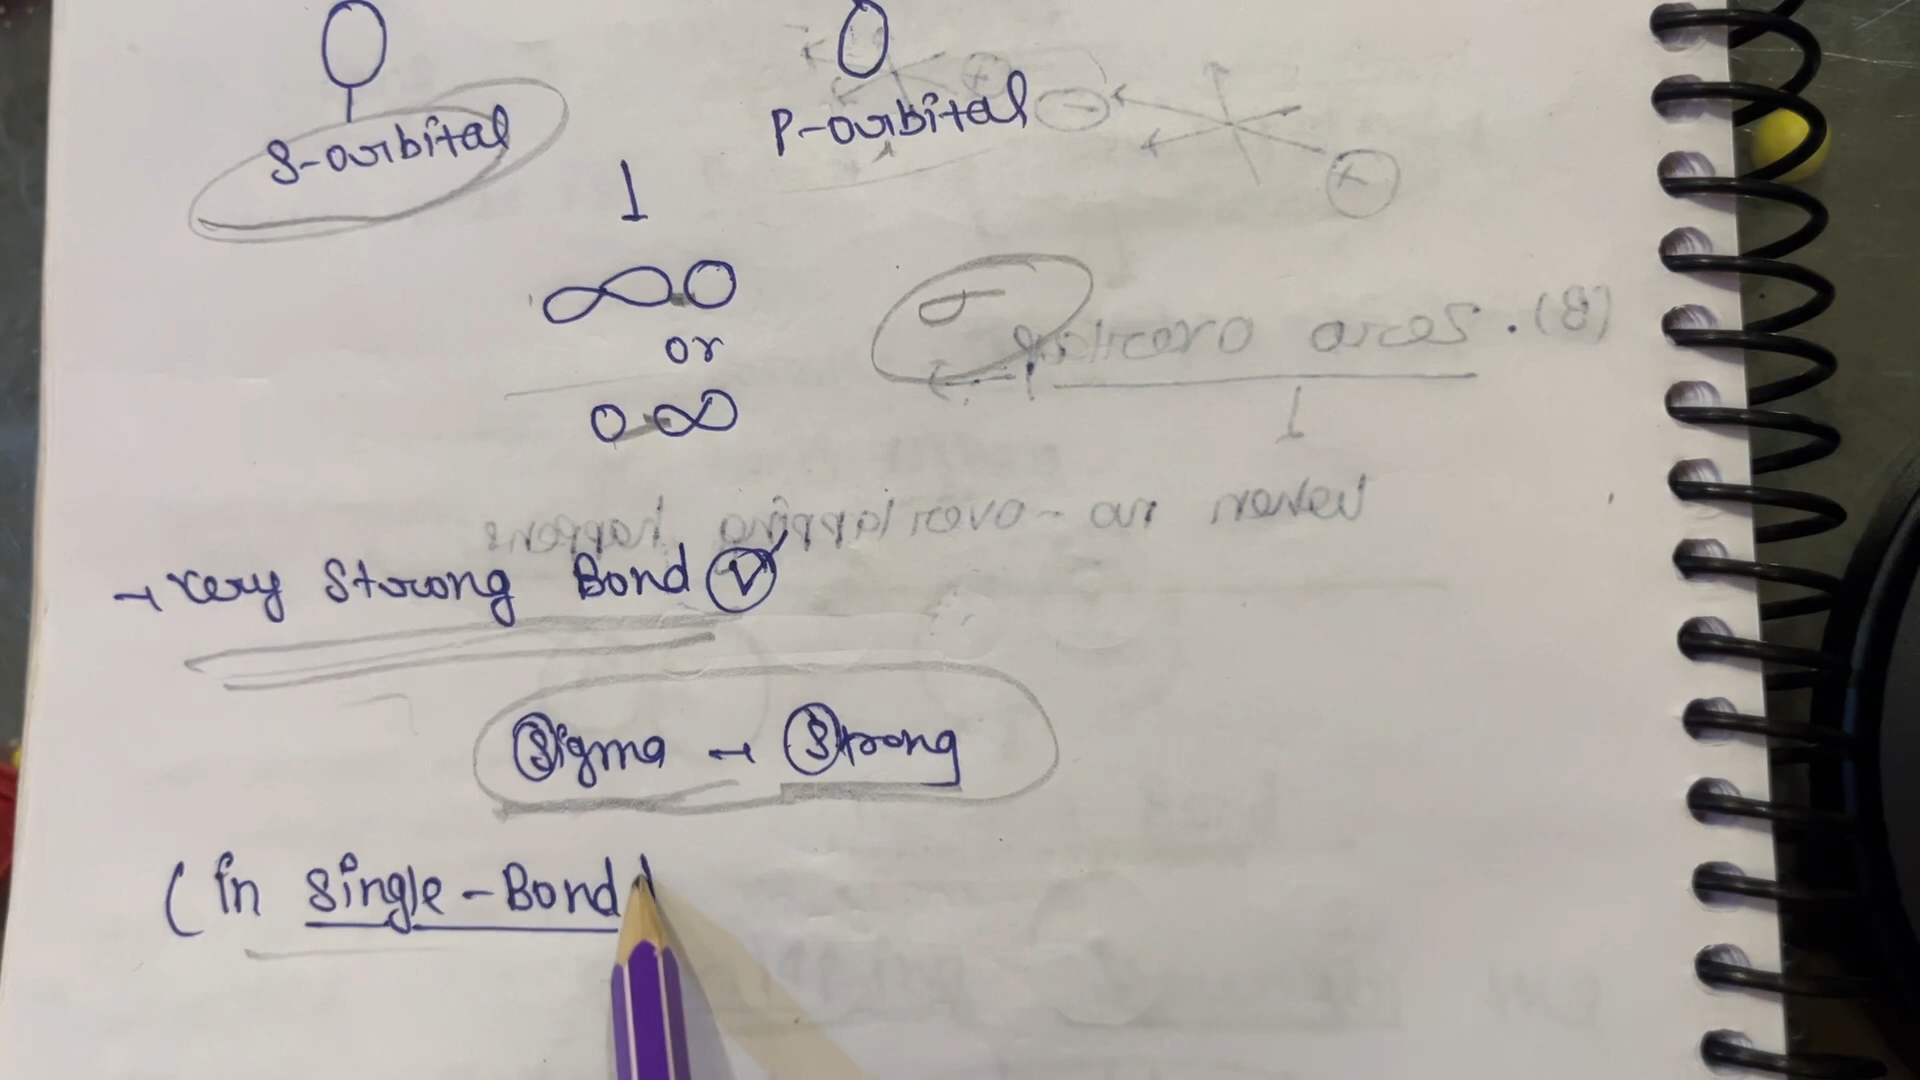 S-orbital P-orbital
σ
or
→ very Strong Bond
Sigma → Strong
(in single-Bond)